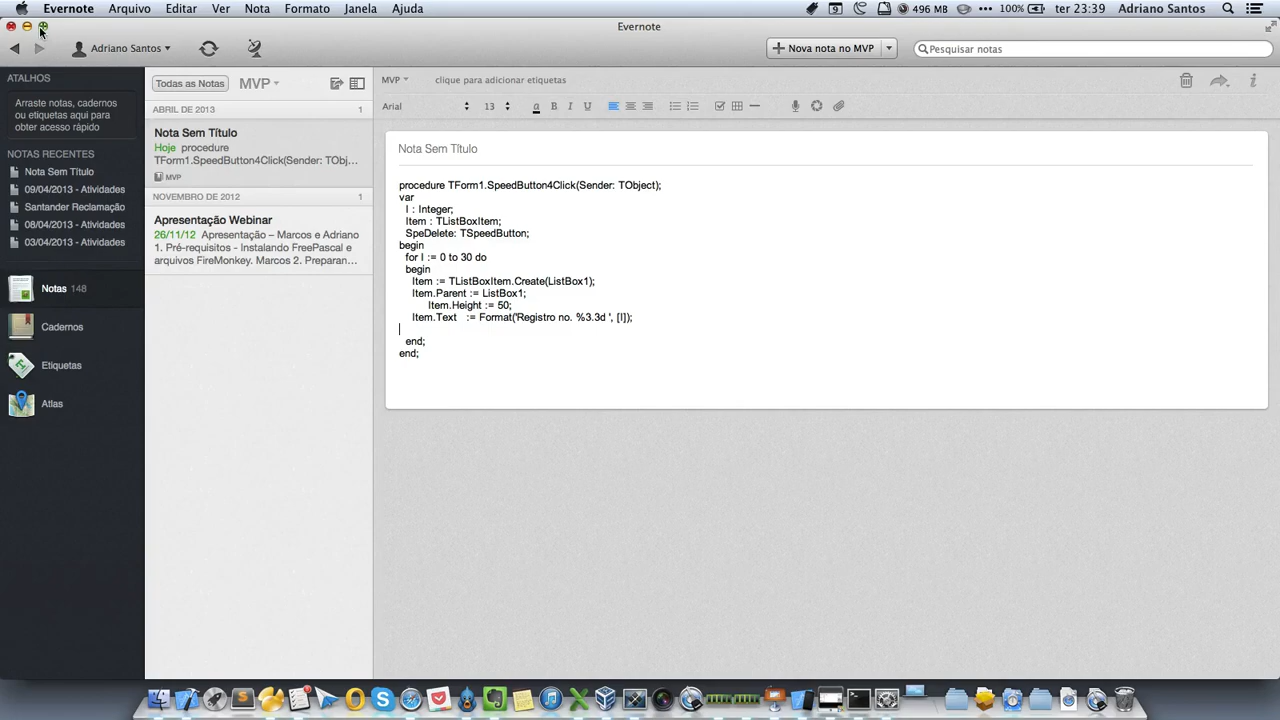 Evernote Arquivo Editar Ver Nota Formato Janela Ajuda
496 MB 100% ter 23:39 Adriano Santos
Evernote
Adriano Santos
Nova nota no MVP
Pesquisar notas
ATALHOS
Arraste notas, cadernos
ou etiquetas aqui para
obter acesso rápido
NOTAS RECENTES
Nota Sem Título
09/04/2013 - Atividades
Santander Reclamação
08/04/2013 - Atividades
03/04/2013 - Atividades
Notas 148
Cadernos
Etiquetas
Atlas
Todas as Notas MVP
ABRIL DE 2013 1
Nota Sem Título
Hoje procedure
TForm1.SpeedButton4Click(Sender: TObj...
MVP
NOVEMBRO DE 2012 1
Apresentação Webinar
26/11/12 Apresentação – Marcos e Adriano
1. Pré-requisitos - Instalando FreePascal e
arquivos FireMonkey. Marcos 2. Preparan...
MVP clique para adicionar etiquetas
Arial 13 a B I U
Nota Sem Título
procedure TForm1.SpeedButton4Click(Sender: TObject);
var
I : Integer;
Item : TListBoxItem;
SpeDelete: TSpeedButton;
begin
for I := 0 to 30 do
begin
Item := TListBoxItem.Create(ListBox1);
Item.Parent := ListBox1;
Item.Height := 50;
Item.Text := Format('Registro no. %3.3d ', [I]);
end;
end;